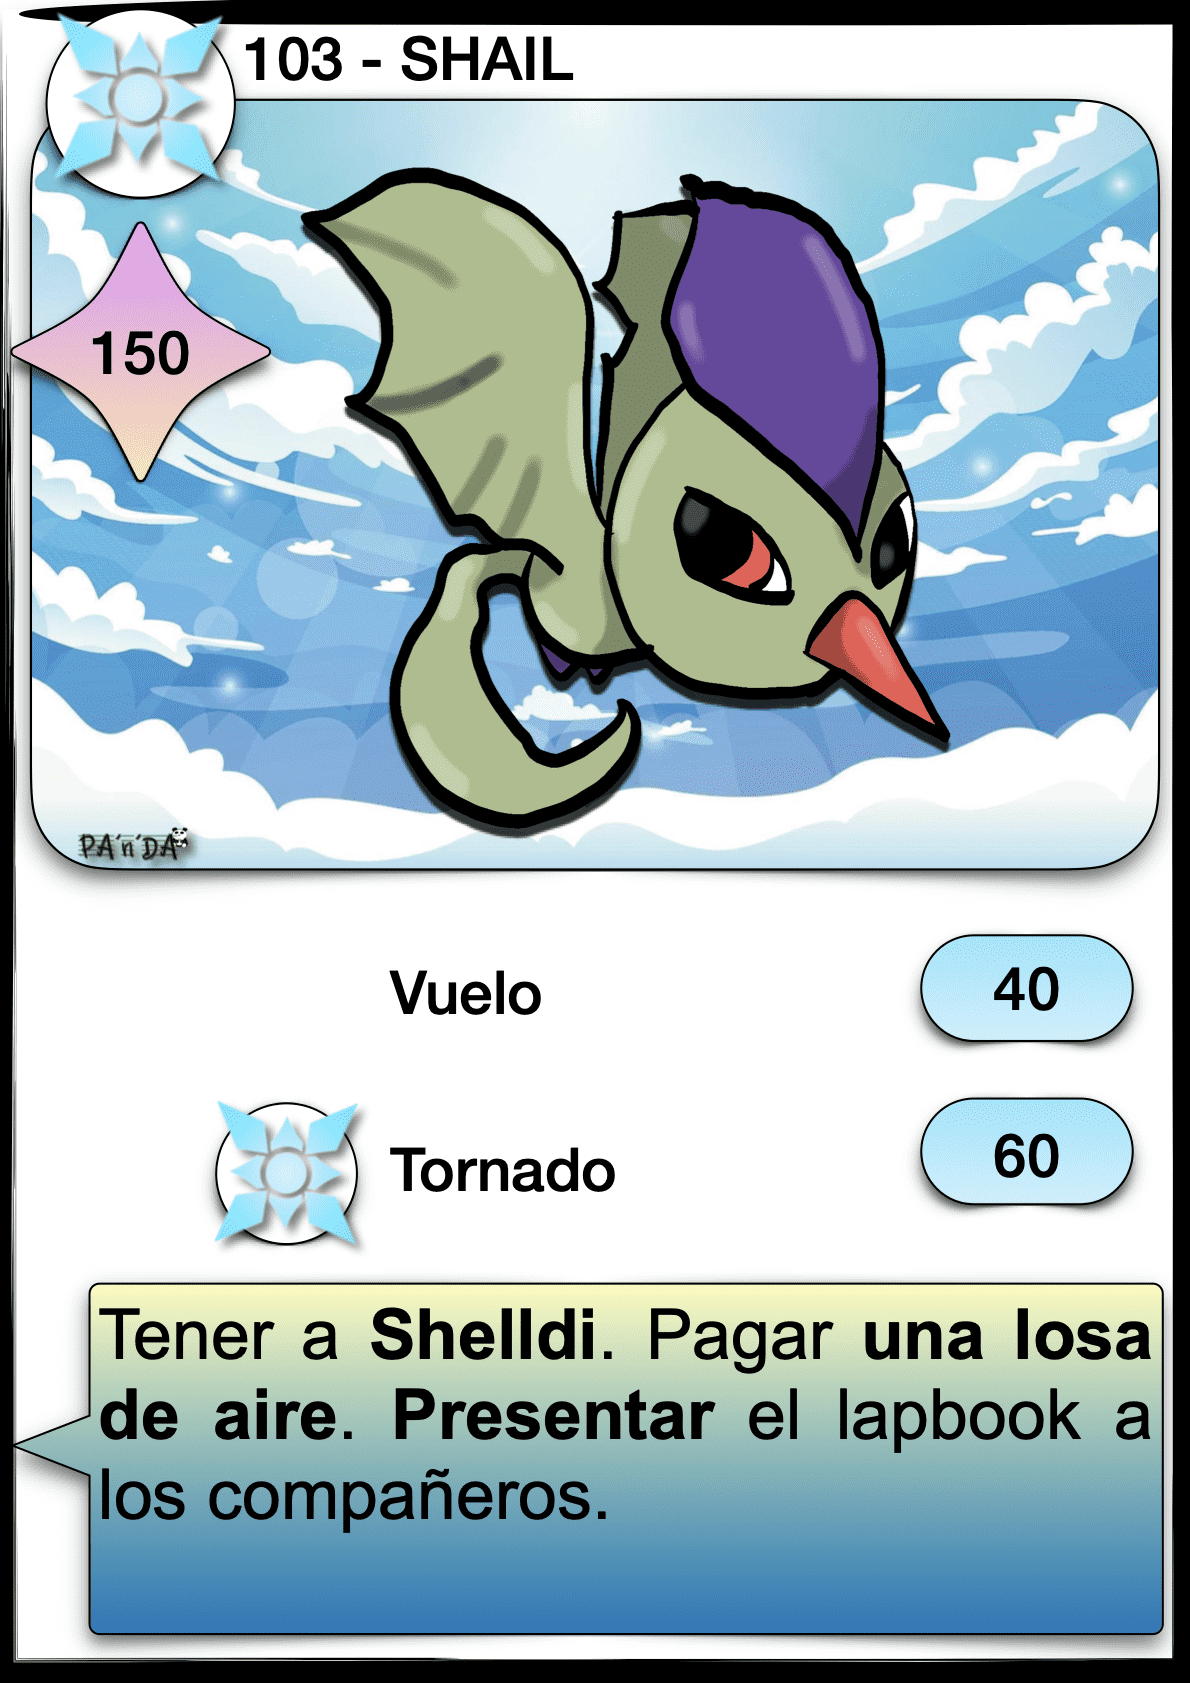 103 - SHAIL
150
PA'n'DA
Vuelo
40
Tornado
60
Tener a Shelldi. Pagar una losa
de aire. Presentar el lapbook a
los compañeros.